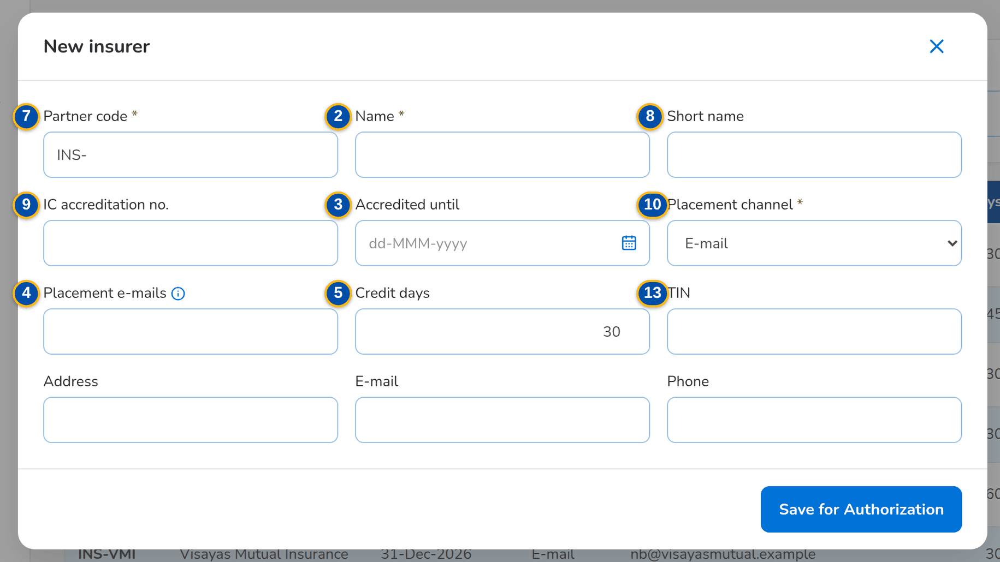 New insurer
7 Partner code *
2 Name *
8 Short name
INS-
9 IC accreditation no.
3 Accredited until
10 Placement channel *
dd-MMM-yyyy
E-mail
4 Placement e-mails
5 Credit days
13 TIN
30
Address
E-mail
Phone
Save for Authorization
INS-VMI Visayas Mutual Insurance 31-Dec-2026 E-mail nb@visayasmutual.example